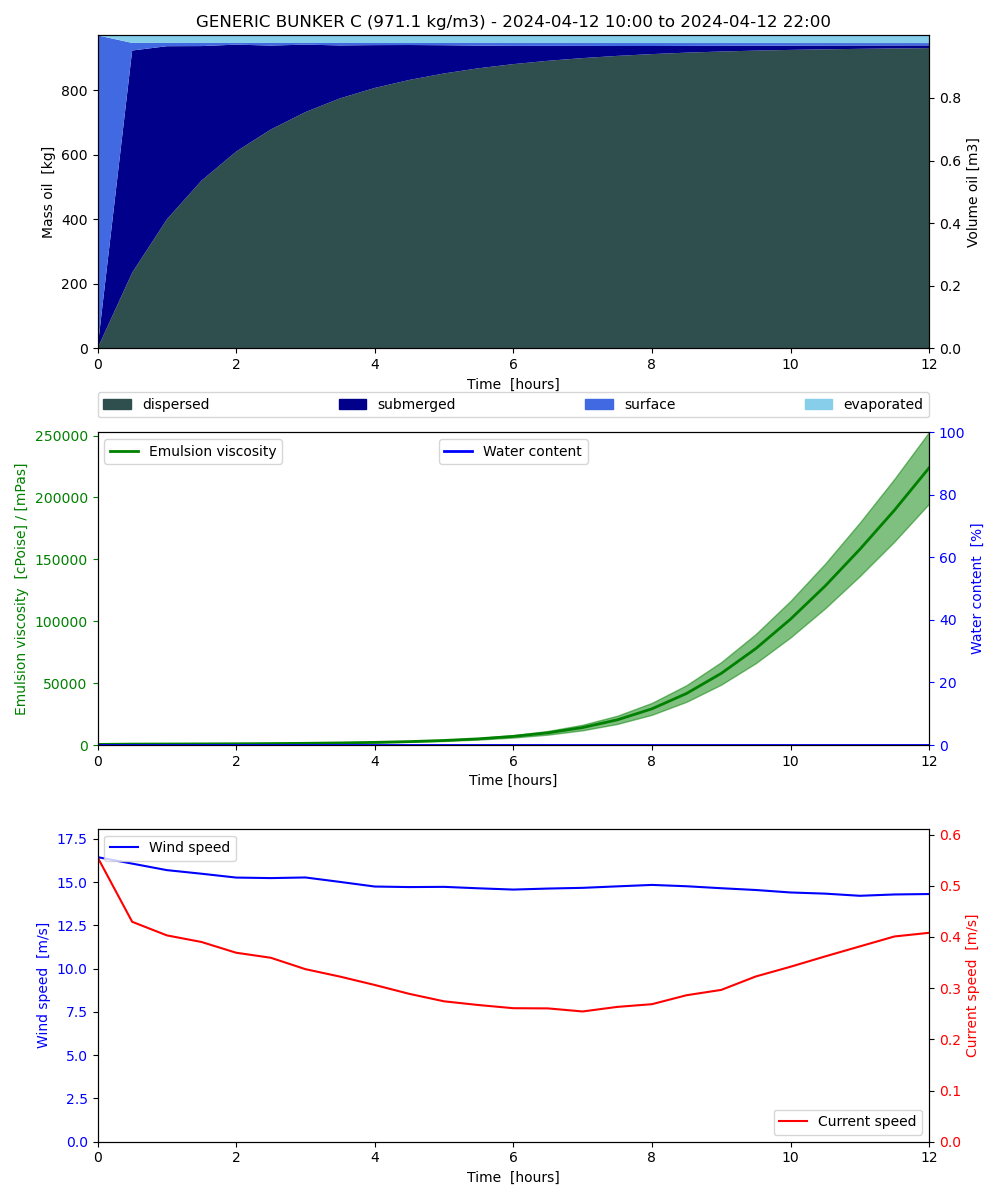 GENERIC BUNKER C (971.1 kg/m3) - 2024-04-12 10:00 to 2024-04-12 22:00
Mass oil [kg]
800
600
400
200
0
Volume oil [m3]
0.8
0.6
0.4
0.2
0.0
0 2 4 6 8 10 12
Time [hours]
dispersed submerged surface evaporated
Emulsion viscosity [cPoise] / [mPas]
250000
200000
150000
100000
50000
0
Emulsion viscosity
Water content
Water content [%]
100
80
60
40
20
0
0 2 4 6 8 10 12
Time [hours]
Wind speed [m/s]
17.5
15.0
12.5
10.0
7.5
5.0
2.5
0.0
Wind speed
Current speed [m/s]
0.6
0.5
0.4
0.3
0.2
0.1
0.0
Current speed
0 2 4 6 8 10 12
Time [hours]